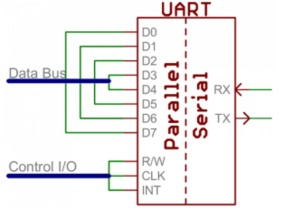 UART
D0
D1
D2
Data Bus
D3
D4
D5
D6
D7
Parallel
Serial
RX
TX
Control I/O
R/W
CLK
INT